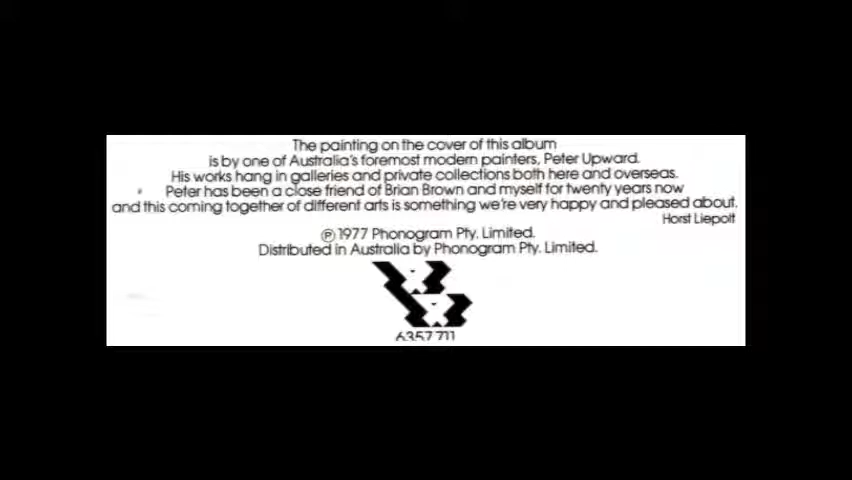 The painting on the cover of this album
is by one of Australia's foremost modern painters, Peter Upward.
His works hang in galleries and private collections both here and overseas.
Peter has been a close friend of Brian Brown and myself for twenty years now
and this coming together of different arts is something we're very happy and pleased about.
Horst Liepolt
℗ 1977 Phonogram Pty. Limited.
Distributed in Australia by Phonogram Pty. Limited.
6357 711